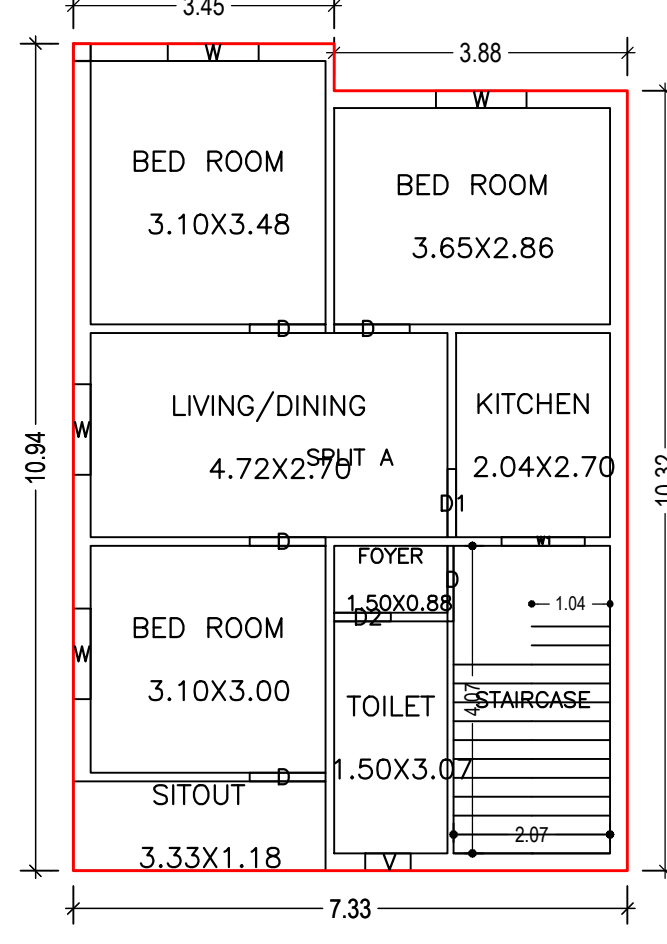 3.45
3.88
W
W
BED ROOM
3.10X3.48
BED ROOM
3.65X2.86
D
D
10.94
10.32
W
LIVING/DINING
SPLIT A
4.72X2.70
KITCHEN
2.04X2.70
D1
D
W1
FOYER
1.50X0.88
D
D2
1.04
W
BED ROOM
3.10X3.00
TOILET
1.50X3.07
4.07
STAIRCASE
D
SITOUT
3.33X1.18
2.07
V
7.33